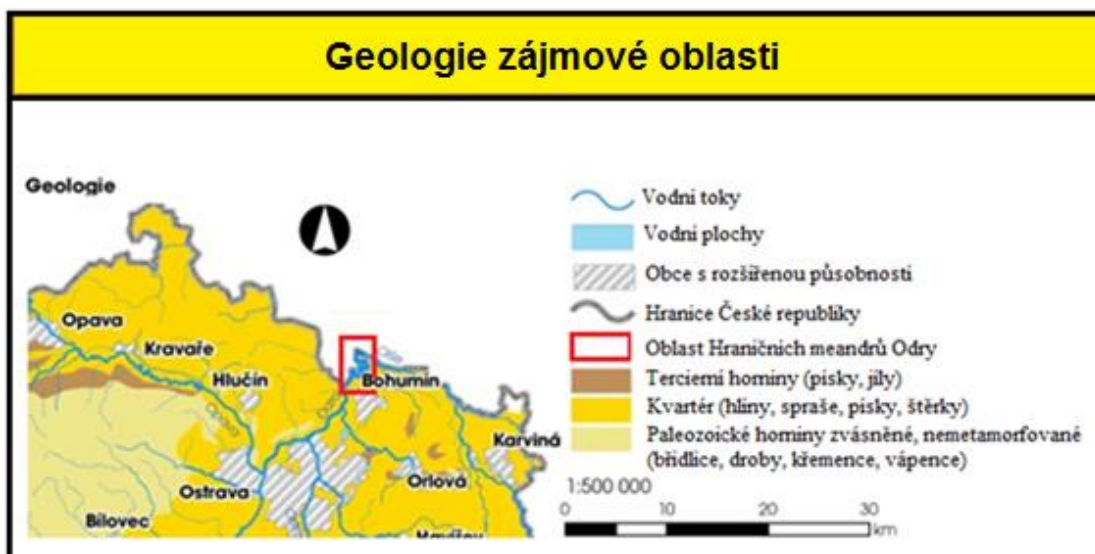 Geologie zájmové oblasti
Geologie
Vodní toky
Vodní plochy
Obce s rozšířenou působností
Hranice České republiky
Oblast Hraničních meandrů Odry
Tercierní horniny (písky, jíly)
Kvartér (hlíny, spraše, písky, štěrky)
Paleozoické horniny zvásněné, nemetamorfované
(břidlice, droby, křemence, vápence)
1:500 000
0 10 20 30
km
Opava
Kravaře
Hlučín
Bohumín
Karviná
Orlová
Ostrava
Bílovec